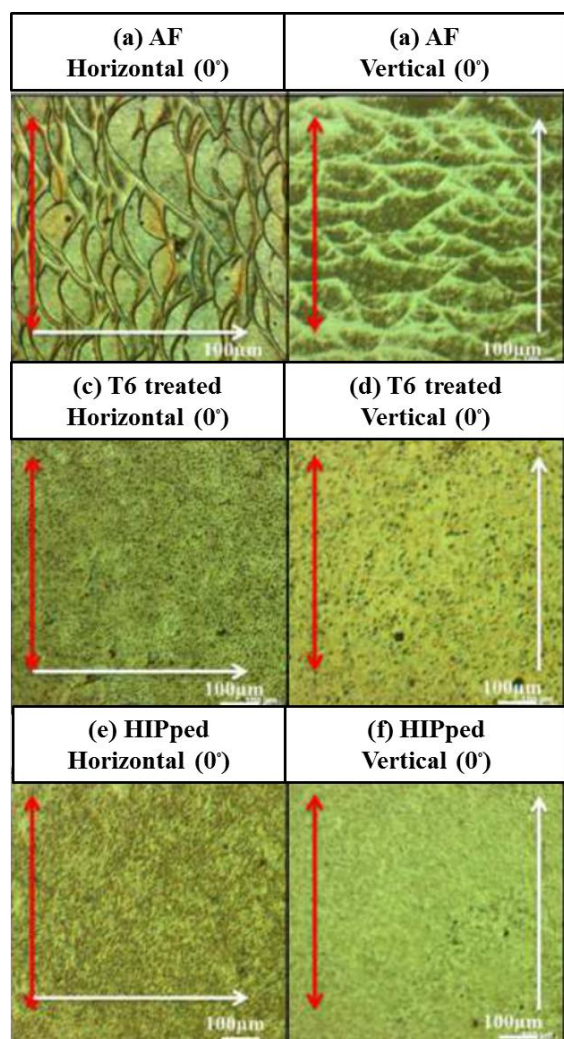 (a) AF
Horizontal (0°)
(a) AF
Vertical (0°)
100μm
100μm
(c) T6 treated
Horizontal (0°)
(d) T6 treated
Vertical (0°)
100μm
100μm
(e) HIPped
Horizontal (0°)
(f) HIPped
Vertical (0°)
100μm
100μm